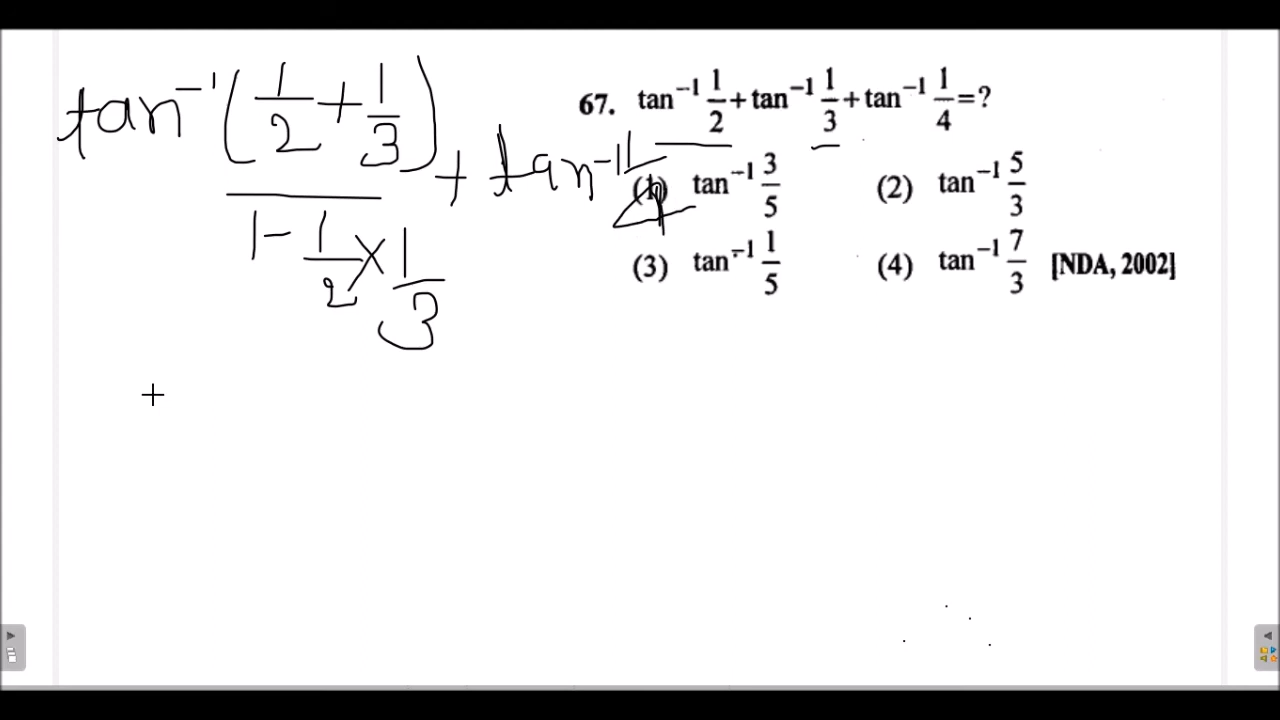 tan⁻¹ (1/2 + 1/3) / (1 - 1/2 × 1/3) + tan⁻¹ 1/4
67. tan⁻¹ 1/2 + tan⁻¹ 1/3 + tan⁻¹ 1/4 = ?
(1) tan⁻¹ 3/5 (2) tan⁻¹ 5/3
(3) tan⁻¹ 1/5 (4) tan⁻¹ 7/3 [NDA, 2002]
+